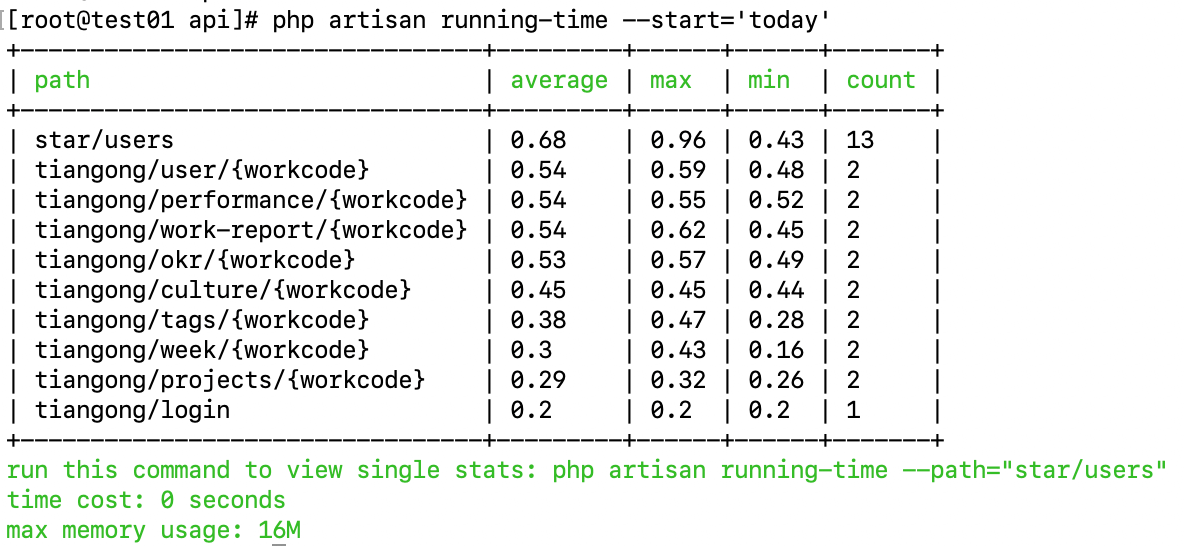 [root@test01 api]# php artisan running-time --start='today'
+---------------------------------+---------+------+------+-------+
| path                            | average | max  | min  | count |
+---------------------------------+---------+------+------+-------+
| star/users                      | 0.68    | 0.96 | 0.43 | 13    |
| tiangong/user/{workcode}        | 0.54    | 0.59 | 0.48 | 2     |
| tiangong/performance/{workcode} | 0.54    | 0.55 | 0.52 | 2     |
| tiangong/work-report/{workcode} | 0.54    | 0.62 | 0.45 | 2     |
| tiangong/okr/{workcode}         | 0.53    | 0.57 | 0.49 | 2     |
| tiangong/culture/{workcode}     | 0.45    | 0.45 | 0.44 | 2     |
| tiangong/tags/{workcode}        | 0.38    | 0.47 | 0.28 | 2     |
| tiangong/week/{workcode}        | 0.3     | 0.43 | 0.16 | 2     |
| tiangong/projects/{workcode}    | 0.29    | 0.32 | 0.26 | 2     |
| tiangong/login                  | 0.2     | 0.2  | 0.2  | 1     |
+---------------------------------+---------+------+------+-------+
run this command to view single stats: php artisan running-time --path="star/users"
time cost: 0 seconds
max memory usage: 16M